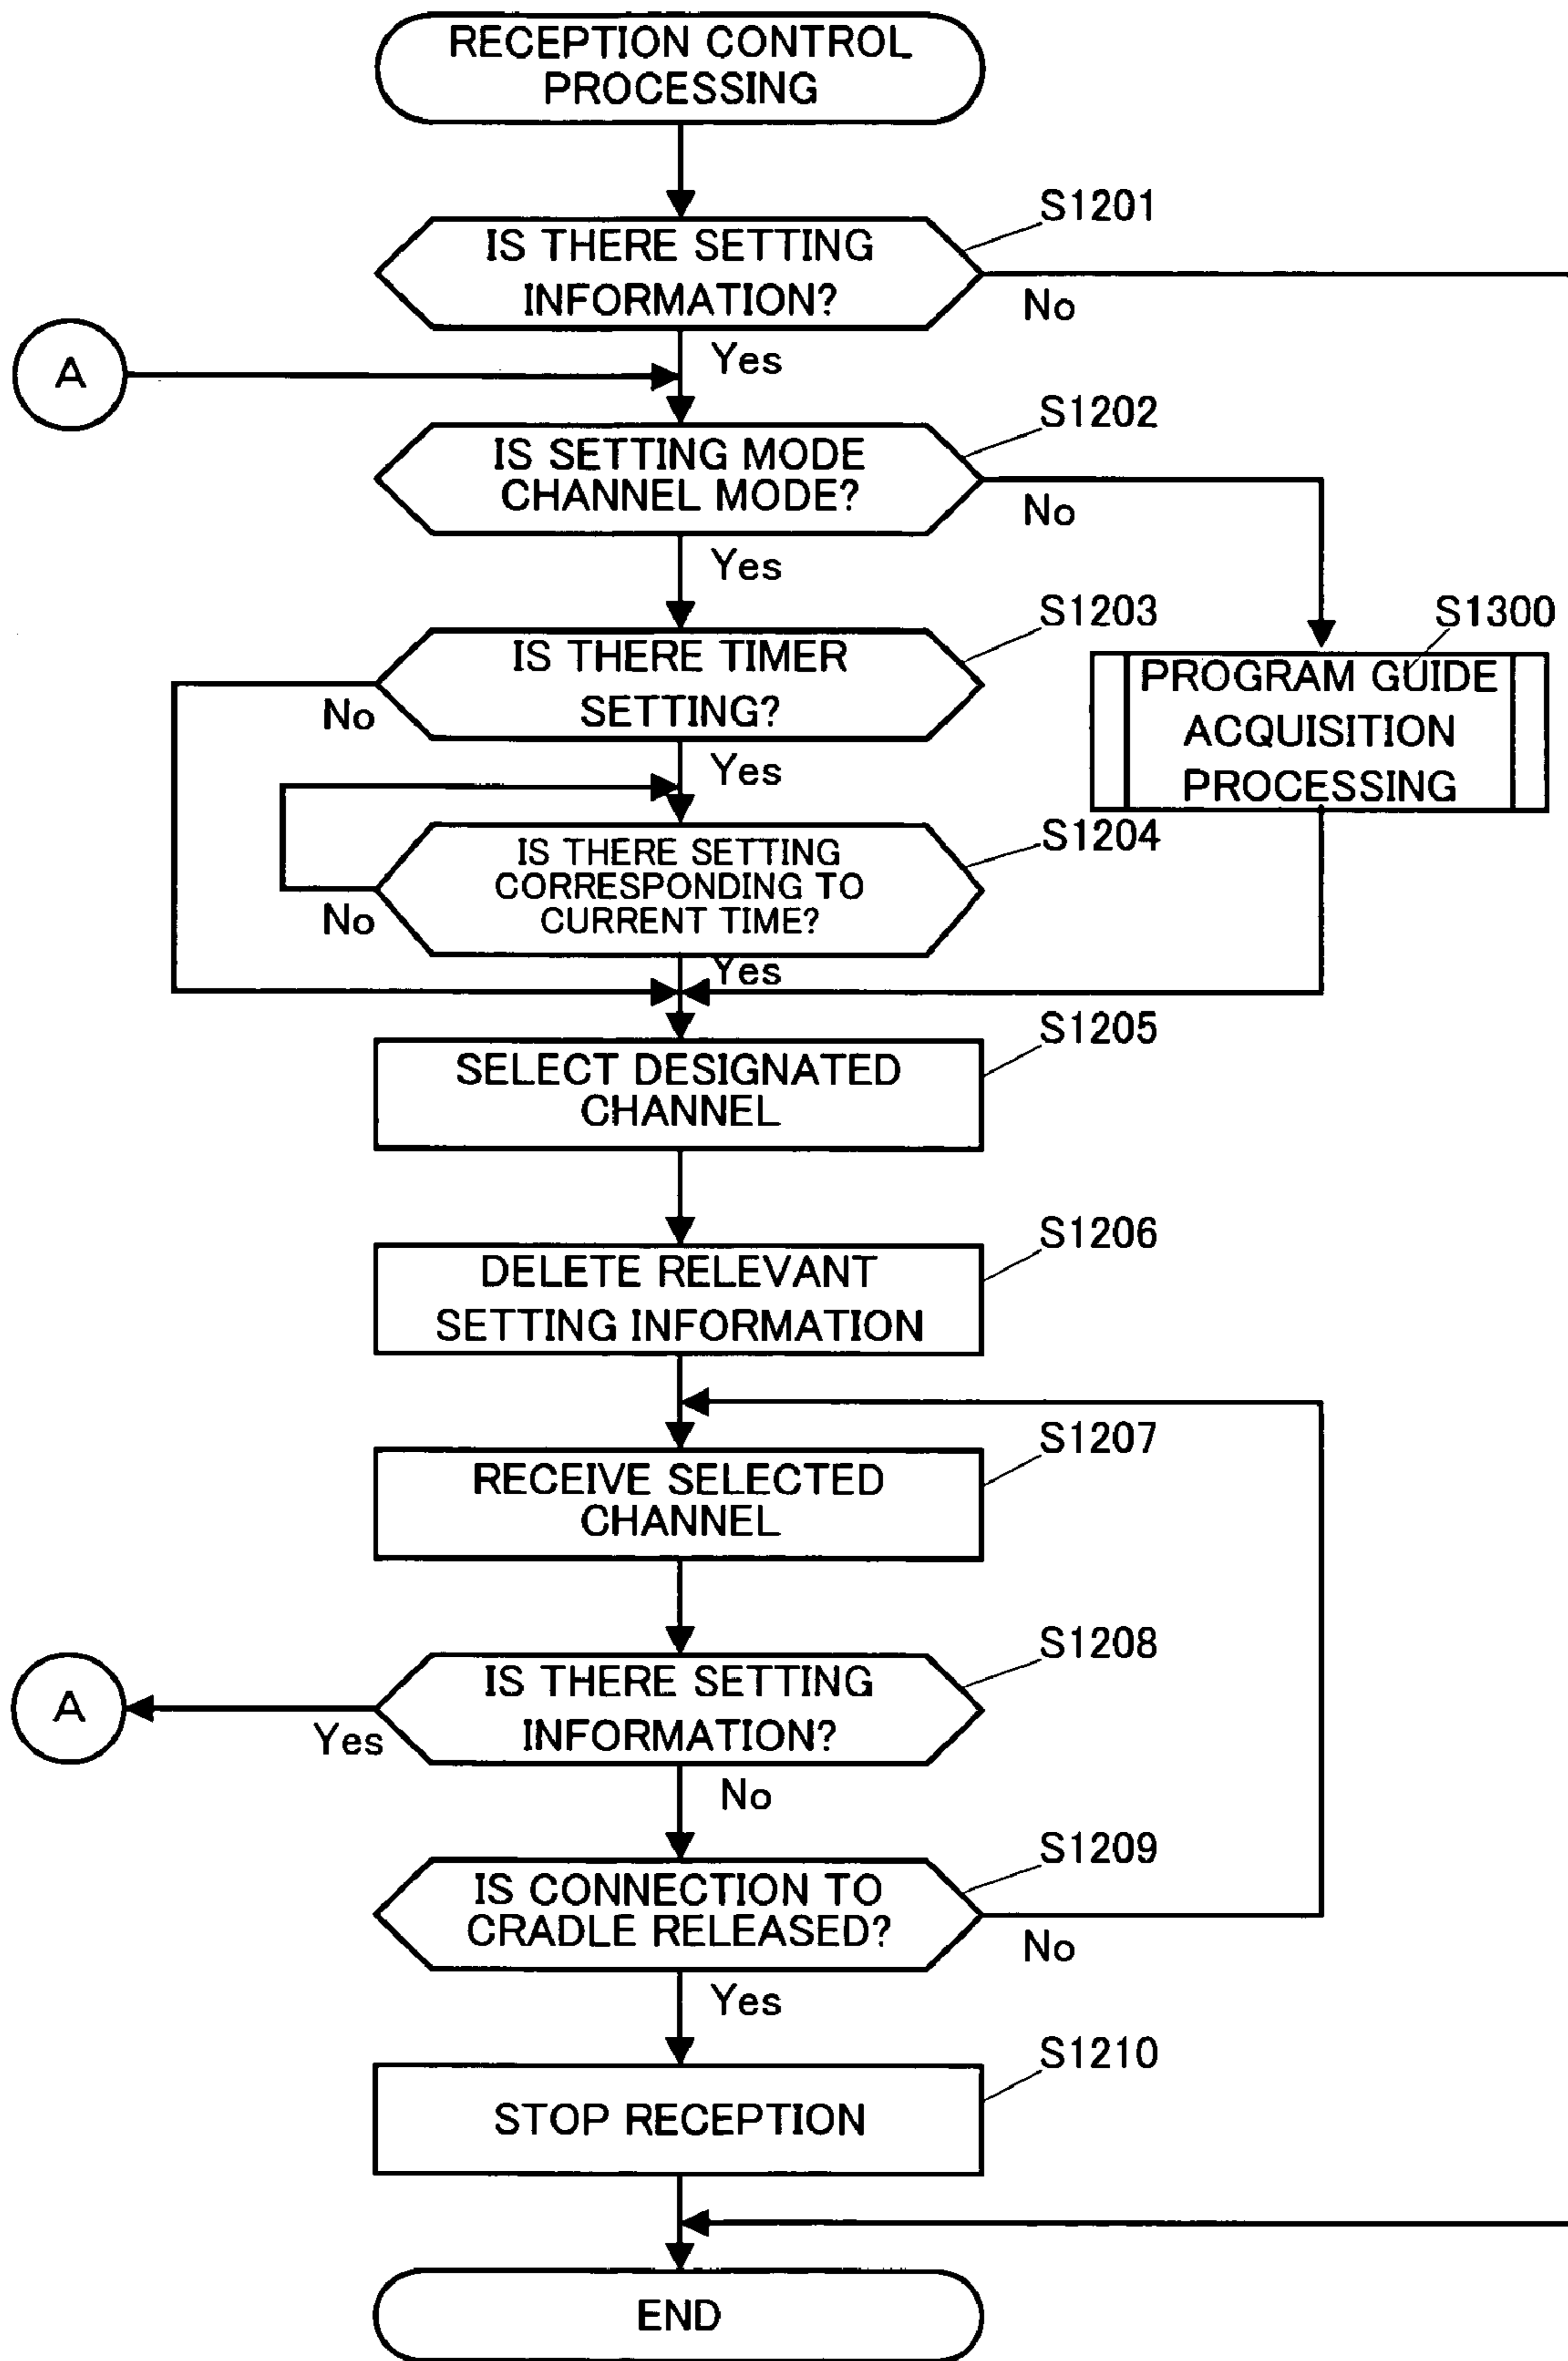 RECEPTION CONTROL
PROCESSING
S1201
IS THERE SETTING
INFORMATION?
No
Yes
A
S1202
IS SETTING MODE
CHANNEL MODE?
No
Yes
S1203
IS THERE TIMER
SETTING?
No
Yes
S1300
PROGRAM GUIDE
ACQUISITION
PROCESSING
S1204
IS THERE SETTING
CORRESPONDING TO
CURRENT TIME?
No
Yes
S1205
SELECT DESIGNATED
CHANNEL
S1206
DELETE RELEVANT
SETTING INFORMATION
S1207
RECEIVE SELECTED
CHANNEL
S1208
IS THERE SETTING
INFORMATION?
A
Yes
No
S1209
IS CONNECTION TO
CRADLE RELEASED?
No
Yes
S1210
STOP RECEPTION
END